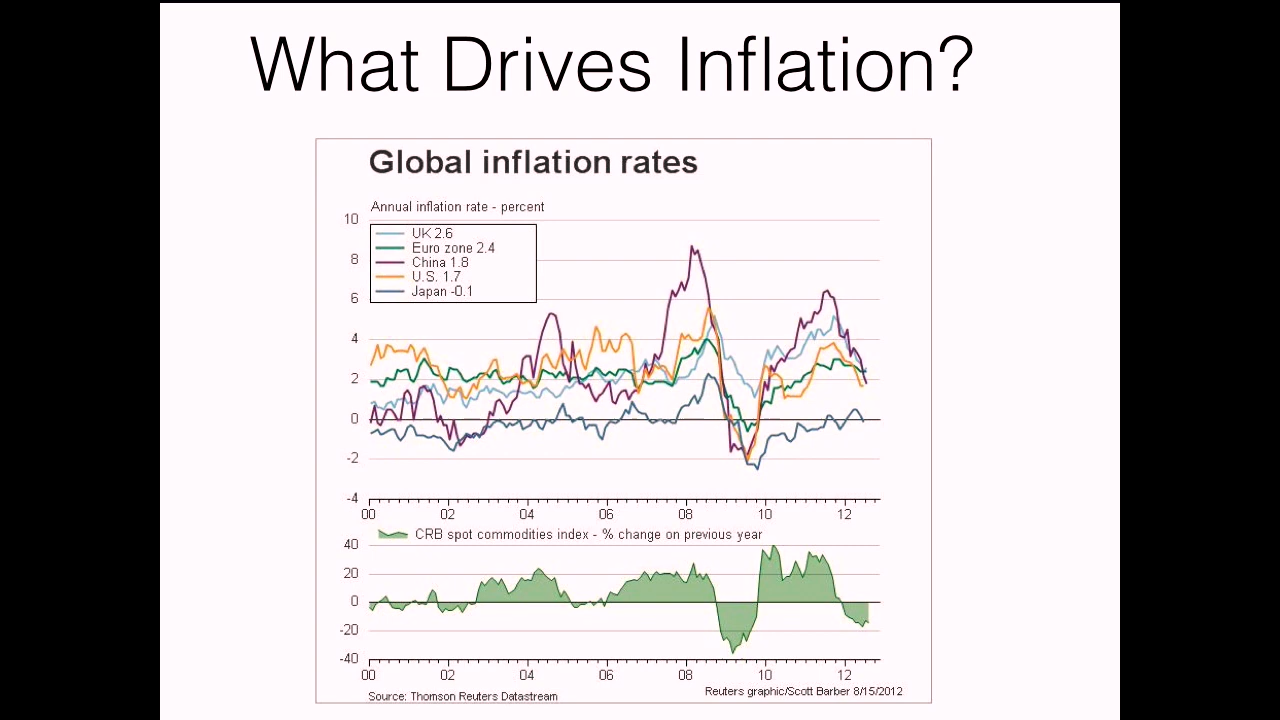 What Drives Inflation?
Global inflation rates
Annual inflation rate - percent
10
UK 2.6
Euro zone 2.4
8
China 1.8
U.S. 1.7
Japan -0.1
6
4
2
0
-2
-4
00 02 04 06 08 10 12
CRB spot commodities index - % change on previous year
40
20
0
-20
-40
00 02 04 06 08 10 12
Source: Thomson Reuters Datastream
Reuters graphic/Scott Barber 8/15/2012